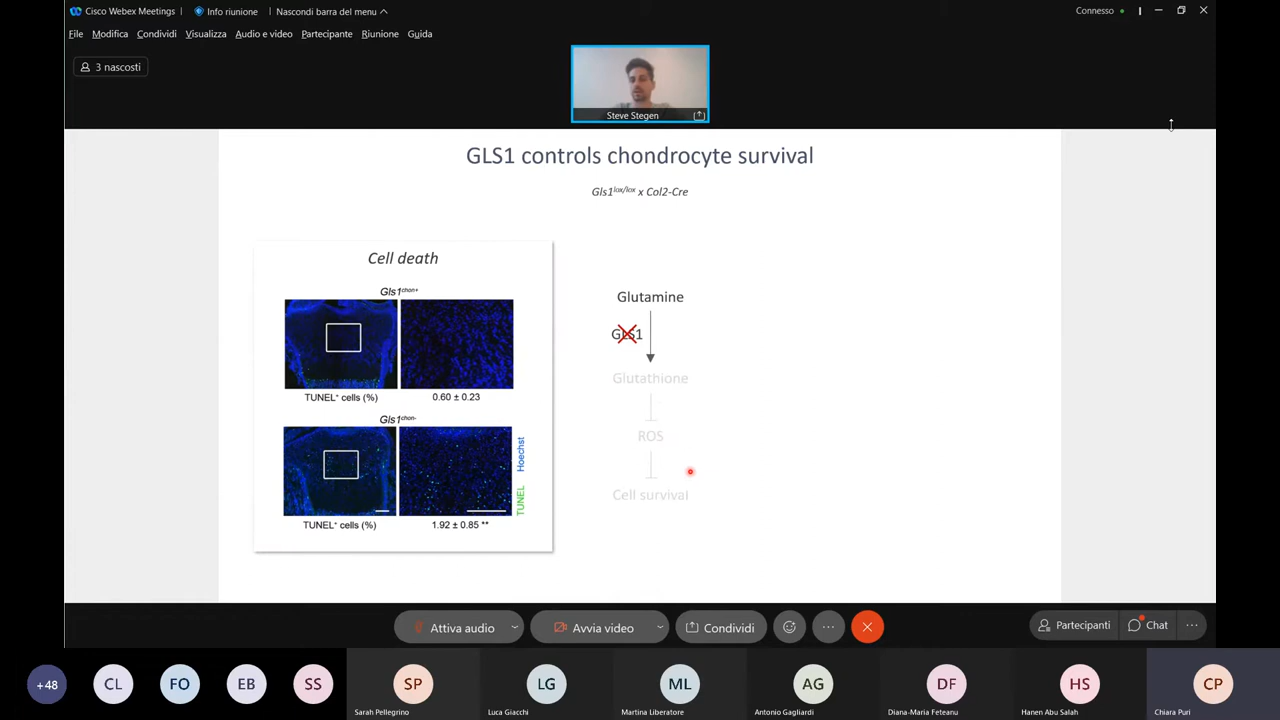 Cisco Webex Meetings
Info riunione
Nascondi barra del menu
Connesso
File Modifica Condividi Visualizza Audio e video Partecipante Riunione Guida
3 nascosti
Steve Stegen
GLS1 controls chondrocyte survival
Gls1lox/lox x Col2-Cre
Cell death
Gls1chon+
TUNEL+ cells (%) 0.60 ± 0.23
Gls1chon-
TUNEL Hoechst
TUNEL+ cells (%) 1.92 ± 0.85 **
Glutamine
GLS1
Glutathione
ROS
Cell survival
Attiva audio
Avvia video
Condividi
Partecipanti
Chat
+48 CL FO EB SS SP LG ML AG DF HS CP
Sarah Pellegrino Luca Giacchi Martina Liberatore Antonio Gagliardi Diana-Maria Feteanu Hanen Abu Salah Chiara Puri